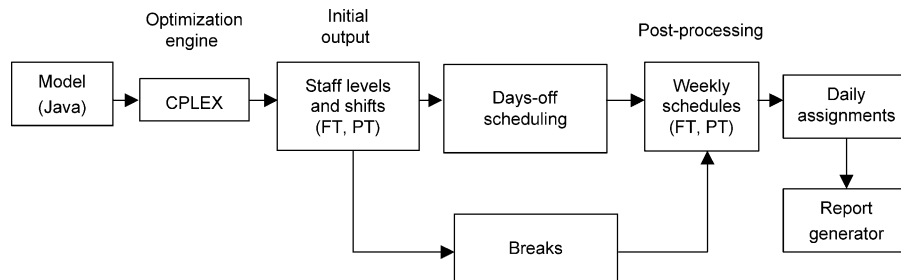 Optimization
engine
Initial
output
Post-processing
Model
(Java)
CPLEX
Staff levels
and shifts
(FT, PT)
Days-off
scheduling
Weekly
schedules
(FT, PT)
Daily
assignments
Breaks
Report
generator